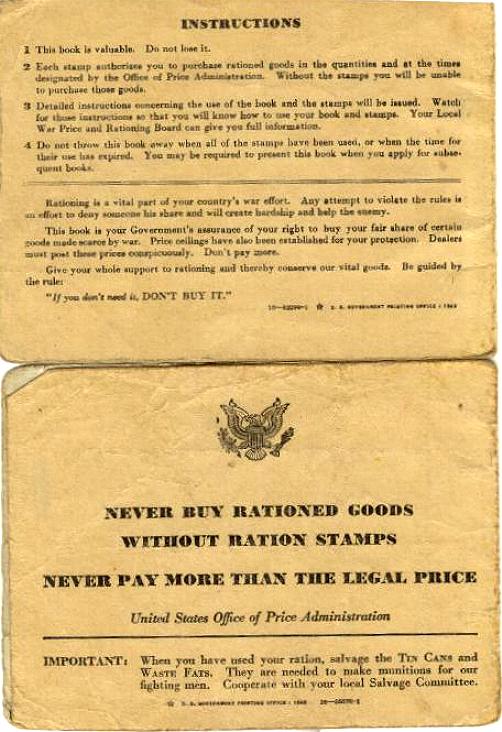 INSTRUCTIONS
1 This book is valuable. Do not lose it.
2 Each stamp authorizes you to purchase rationed goods in the quantities and at the times
designated by the Office of Price Administration. Without the stamps you will be unable
to purchase those goods.
3 Detailed instructions concerning the use of the book and the stamps will be issued. Watch
for those instructions so that you will know how to use your book and stamps. Your Local
War Price and Rationing Board can give you full information.
4 Do not throw this book away when all of the stamps have been used, or when the time for
their use has expired. You may be required to present this book when you apply for subse-
quent books.
Rationing is a vital part of your country's war effort. Any attempt to violate the rules is
an effort to deny someone his share and will create hardship and help the enemy.
This book is your Government's assurance of your right to buy your fair share of certain
goods made scarce by war. Price ceilings have also been established for your protection. Dealers
must post these prices conspicuously. Don't pay more.
Give your whole support to rationing and thereby conserve our vital goods. Be guided by
the rule:
"If you don't need it, DON'T BUY IT."
☆ U. S. GOVERNMENT PRINTING OFFICE :
NEVER BUY RATIONED GOODS
WITHOUT RATION STAMPS
NEVER PAY MORE THAN THE LEGAL PRICE
United States Office of Price Administration
IMPORTANT: When you have used your ration, salvage the TIN CANS and
WASTE FATS. They are needed to make munitions for our
fighting men. Cooperate with your local Salvage Committee.
☆ U. S. GOVERNMENT PRINTING OFFICE :